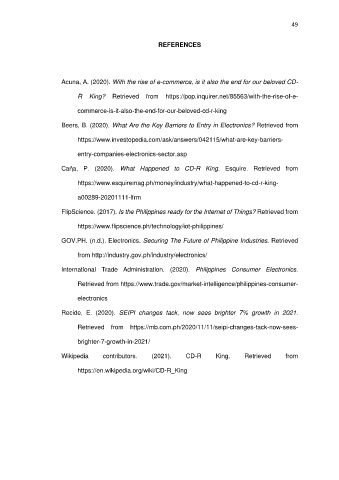 49
REFERENCES
Acuna, A. (2020). With the rise of e-commerce, is it also the end for our beloved CD-
R King? Retrieved from https://pop.inquirer.net/85563/with-the-rise-of-e-
commerce-is-it-also-the-end-for-our-beloved-cd-r-king
Beers, B. (2020). What Are the Key Barriers to Entry in Electronics? Retrieved from
https://www.investopedia.com/ask/answers/042115/what-are-key-barriers-
entry-companies-electronics-sector.asp
Caña, P. (2020). What Happened to CD-R King. Esquire. Retrieved from
https://www.esquiremag.ph/money/industry/what-happened-to-cd-r-king-
a00289-20201111-lfrm
FlipScience. (2017). Is the Philippines ready for the Internet of Things? Retrieved from
https://www.flipscience.ph/technology/iot-philippines/
GOV.PH. (n.d.). Electronics. Securing The Future of Philippine Industries. Retrieved
from http://industry.gov.ph/industry/electronics/
International Trade Administration. (2020). Philippines Consumer Electronics.
Retrieved from https://www.trade.gov/market-intelligence/philippines-consumer-
electronics
Recide, E. (2020). SEIPI changes tack, now sees brighter 7% growth in 2021.
Retrieved from https://mb.com.ph/2020/11/11/seipi-changes-tack-now-sees-
brighter-7-growth-in-2021/
Wikipedia contributors. (2021). CD-R King. Retrieved from
https://en.wikipedia.org/wiki/CD-R_King